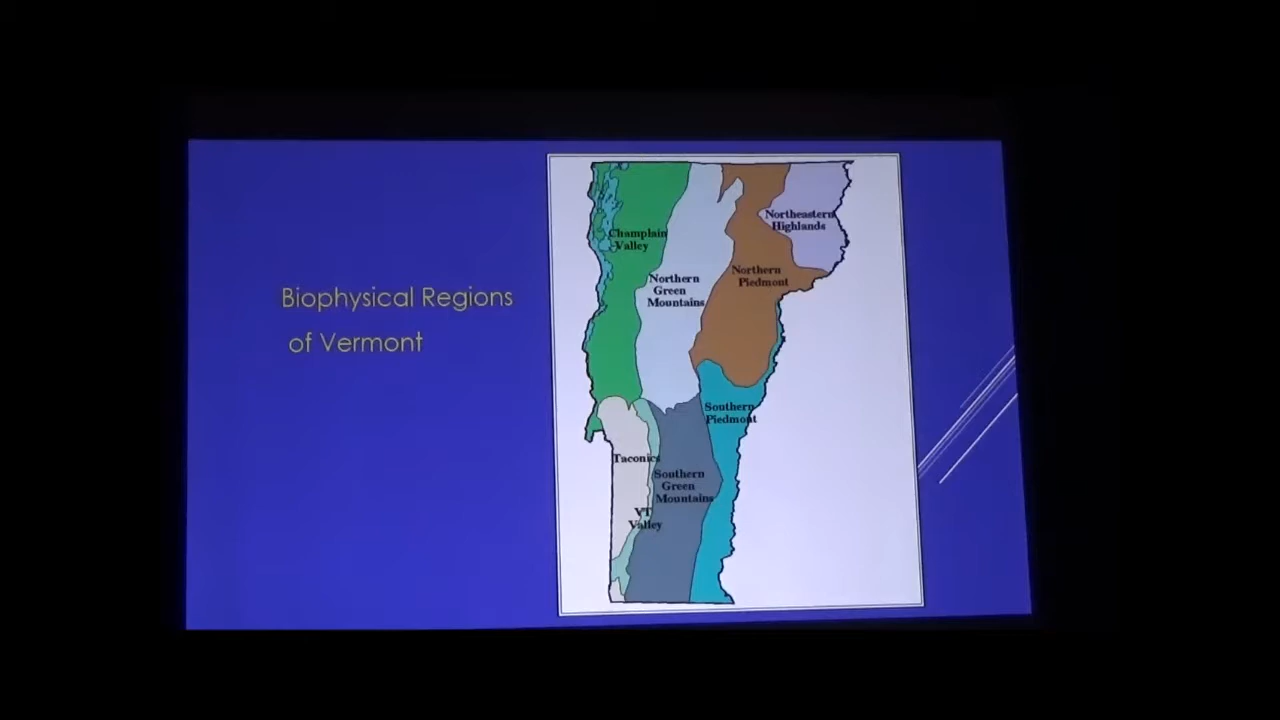 Biophysical Regions
of Vermont
Champlain
Valley
Northeastern
Highlands
Northern
Green
Mountains
Northern
Piedmont
Southern
Piedmont
Taconics
Southern
Green
Mountains
VT
Valley